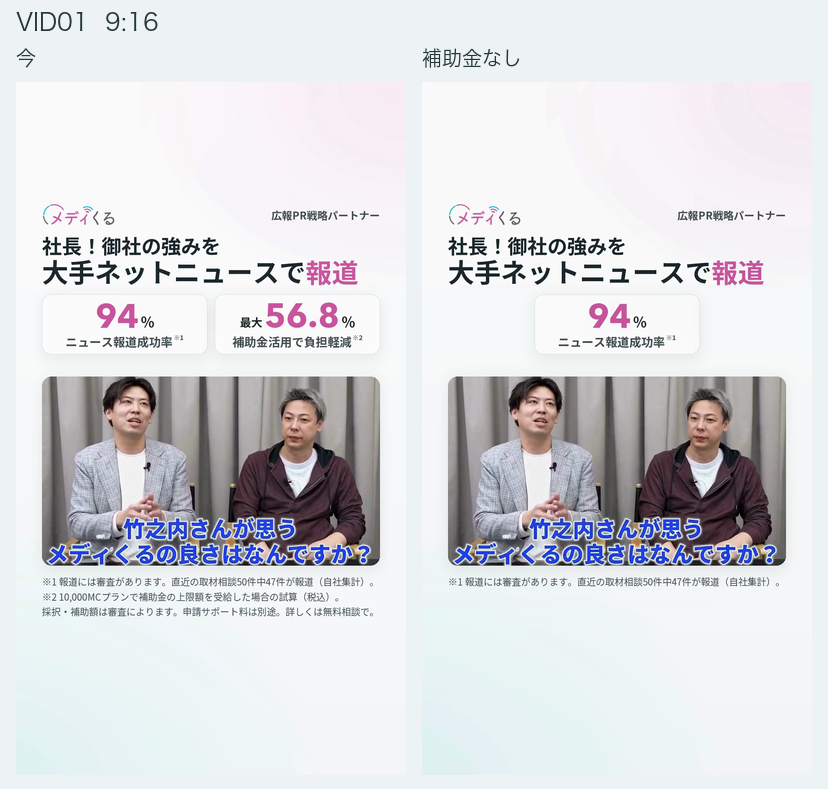 VID01 9:16
今
メディくる
広報PR戦略パートナー
社長！御社の強みを
大手ネットニュースで報道
94%
ニュース報道成功率※1
最大56.8%
補助金活用で負担軽減※2
竹之内さんが思う
メディくるの良さはなんですか？
※1 報道には審査があります。直近の取材相談50件中47件が報道（自社集計）。
※2 10,000MCプランで補助金の上限額を受給した場合の試算（税込）。
採択・補助額は審査によります。申請サポート料は別途。詳しくは無料相談で。
補助金なし
メディくる
広報PR戦略パートナー
社長！御社の強みを
大手ネットニュースで報道
94%
ニュース報道成功率※1
竹之内さんが思う
メディくるの良さはなんですか？
※1 報道には審査があります。直近の取材相談50件中47件が報道（自社集計）。